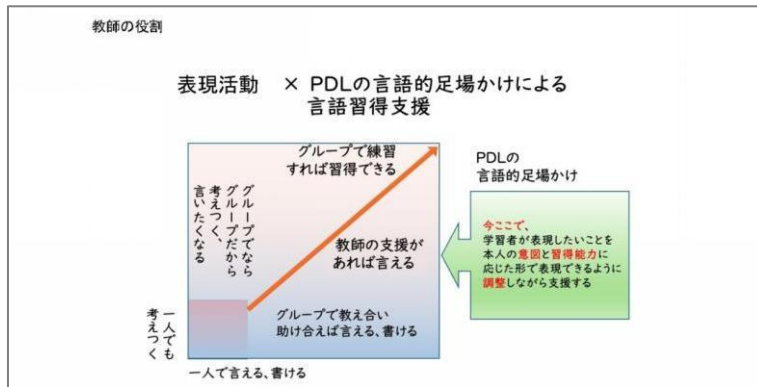 教師の役割
表現活動 × PDLの言語的足場かけによる
言語習得支援
グループで練習
すれば習得できる
グループでなら
グループだから
考えつく、
言いたくなる
教師の支援が
あれば言える
グループで教え合い
助け合えば言える、書ける
一人でも
考えつく
一人で言える、書ける
PDLの
言語的足場かけ
今ここで、
学習者が表現したいことを
本人の意図と習得能力に
応じた形で表現できるように
調整しながら支援する